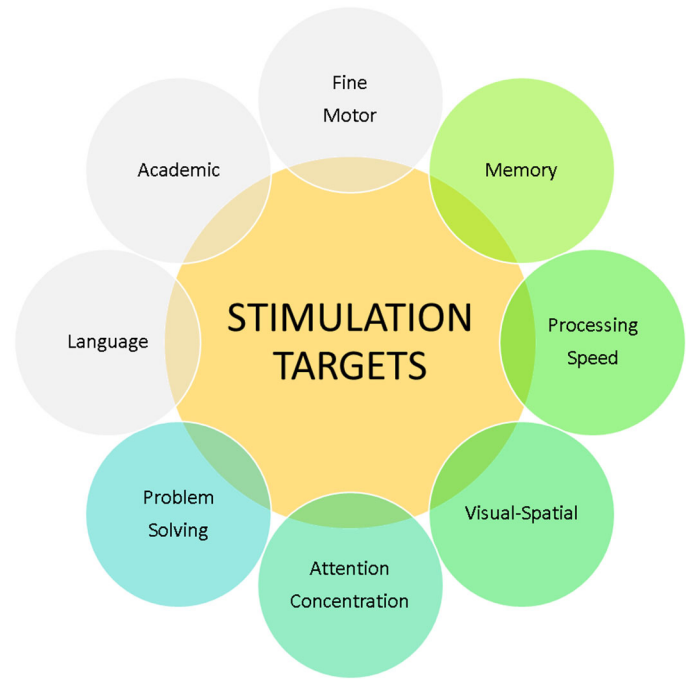 Fine
Motor
Academic
Memory
Language
STIMULATION
TARGETS
Processing
Speed
Problem
Solving
Visual-Spatial
Attention
Concentration